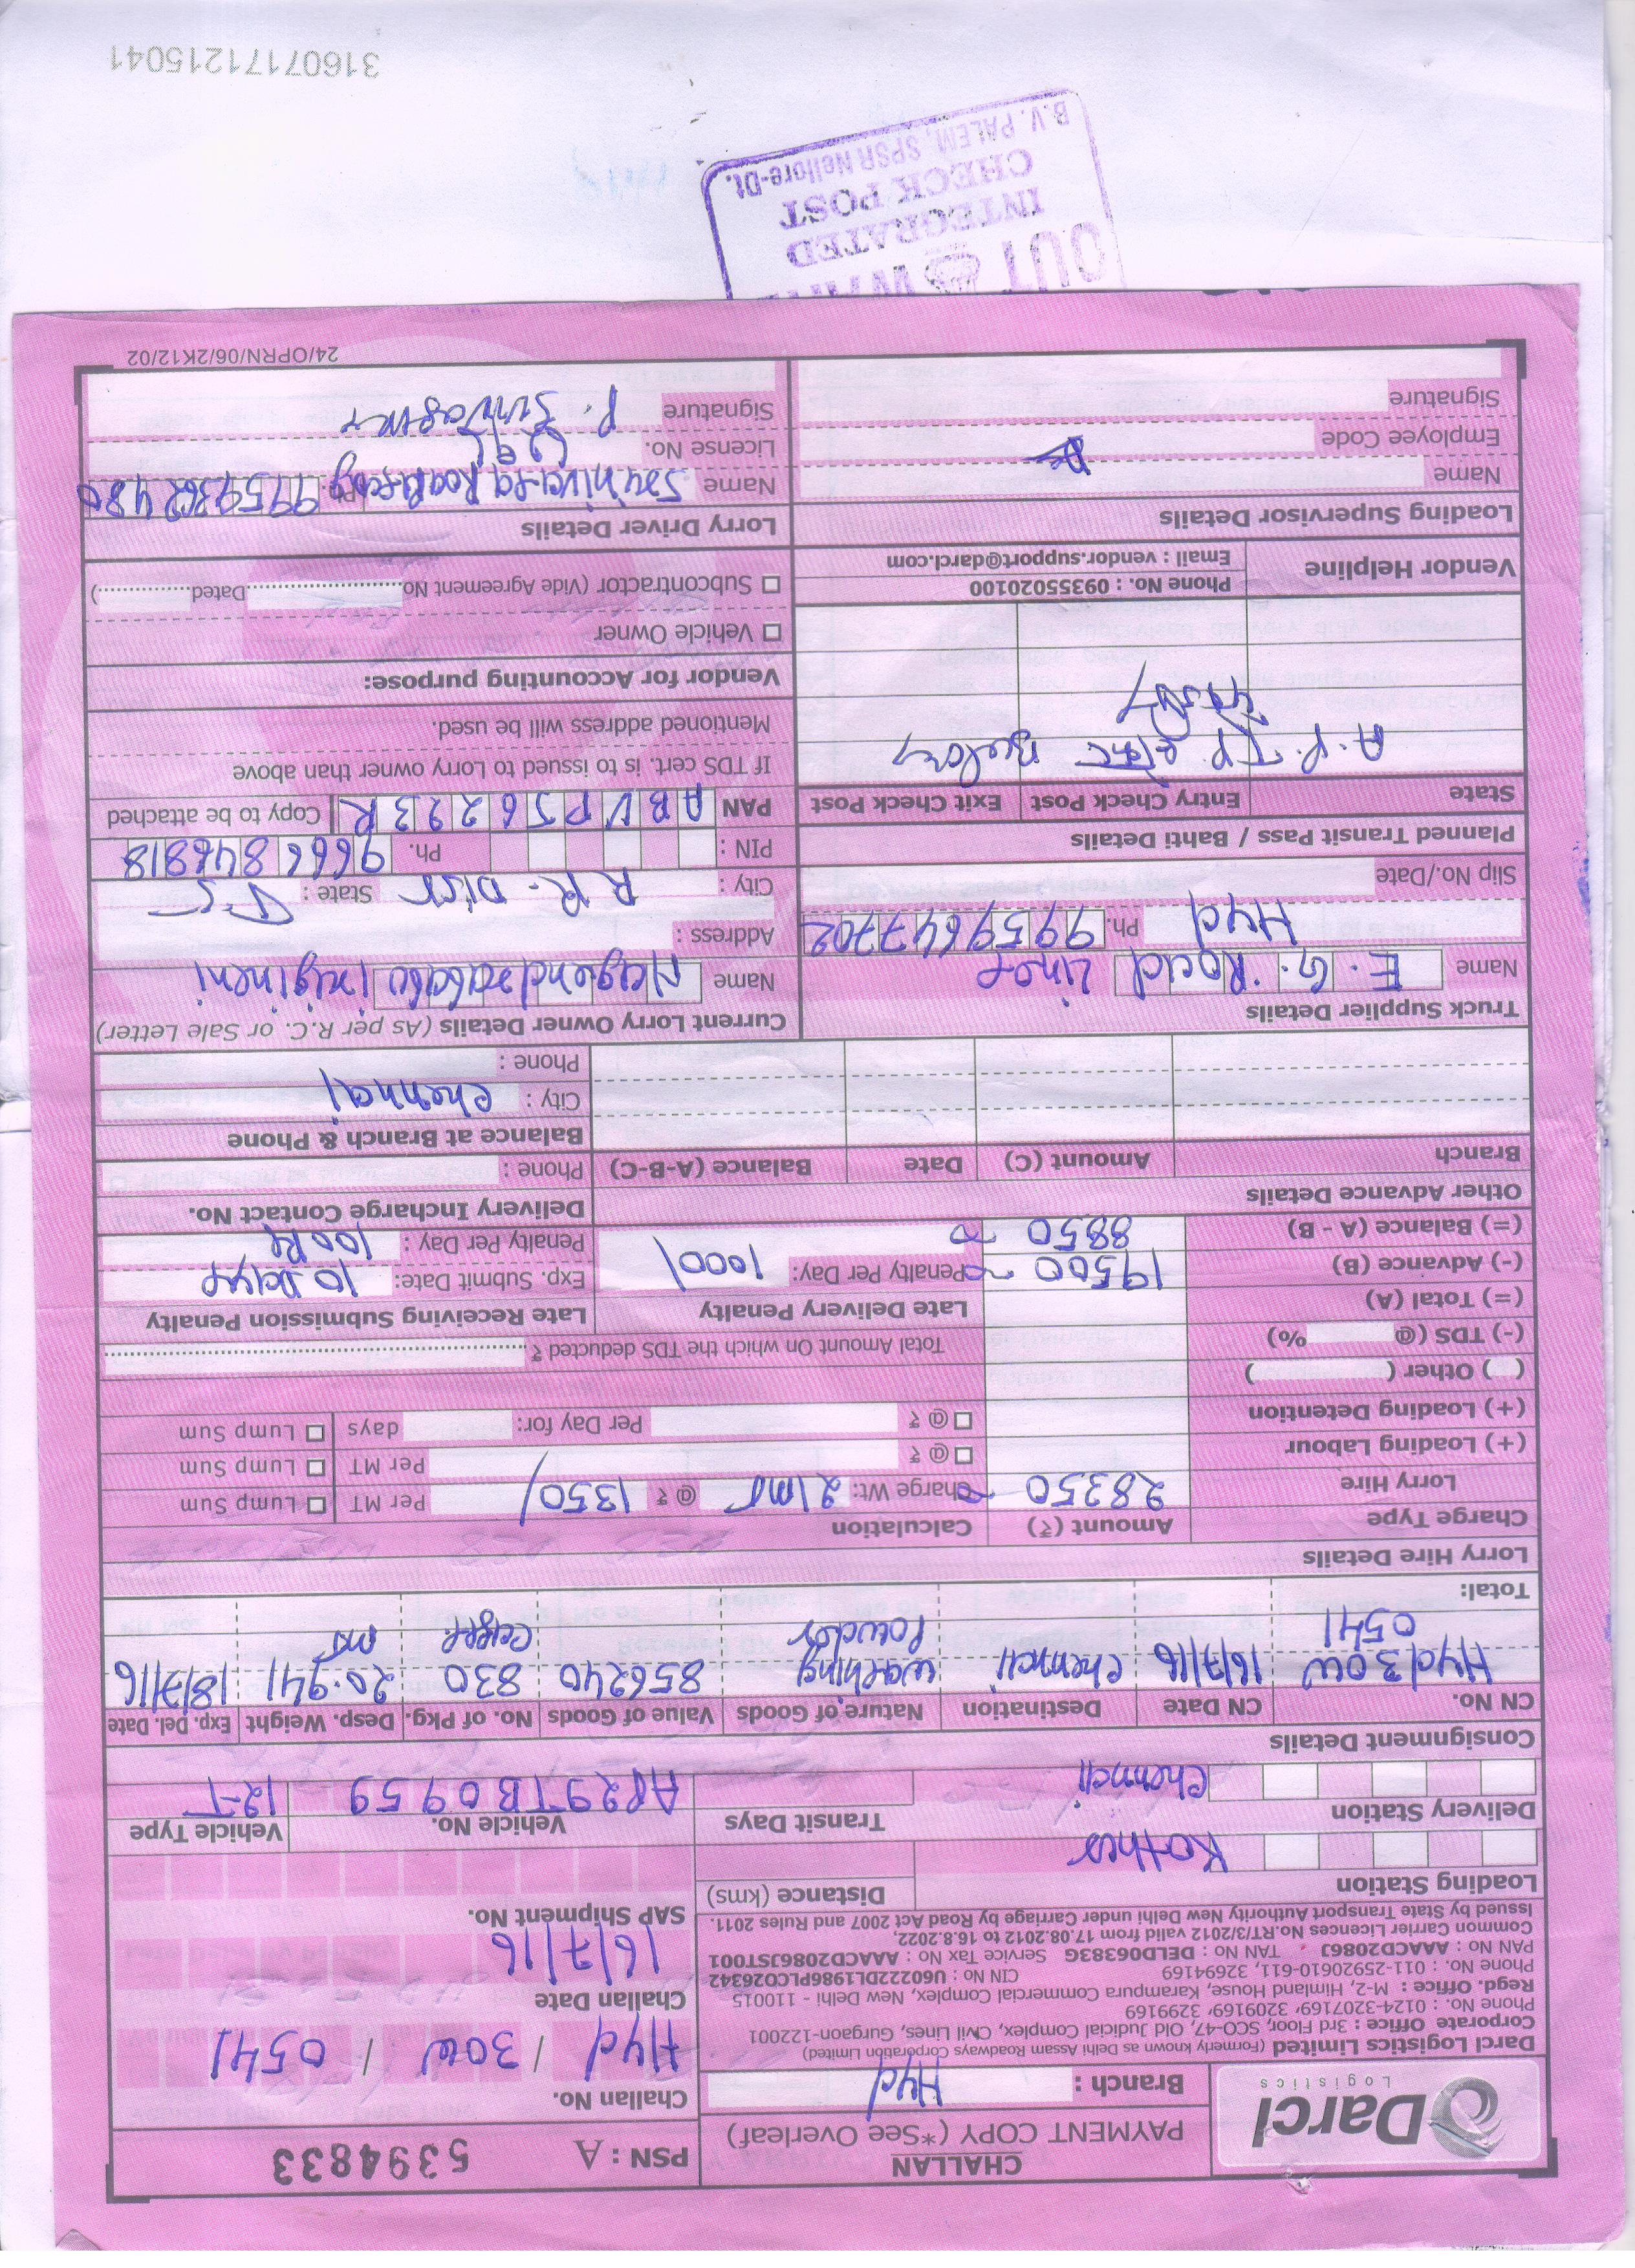 Darcl
Logistics
CHALLAN
PAYMENT COPY (*See Overleaf)
Branch : Hyd
PSN : A 5394833
Challan No.
Hyd / 30W / 0541
Challan Date
16/7/16
SAP Shipment No.
Darcl Logistics Limited (Formerly known as Delhi Assam Roadways Corporation Limited)
Corporate Office : 3rd Floor, SCO-47, Old Judicial Complex, Civil Lines, Gurgaon-122001
Phone No. : 0124-3207169, 3209169, 3299169
Regd. Office : M-2, Himland House, Karampura Commercial Complex, New Delhi - 110015
Phone No. : 011-25920610-611, 32694169 CIN No : U60222DL1986PLC026342
PAN No : AAACD2086J TAN No : DELD06383G Service Tax No : AAACD2086JST001
Common Carrier Licences No.RT/3/2012 valid from 17.08.2012 to 16.8.2022,
Issued by State Transport Authority New Delhi under Carriage by Road Act 2007 and Rules 2011.
Loading Station Kothur
Distance (kms)
Delivery Station Chennai
Transit Days
Vehicle No. Vehicle Type
AP29TB0959 12-T
Consignment Details
CN No. CN Date Destination Nature of Goods Value of Goods No. of Pkg. Desp. Weight Exp. Del. Date
Hyd30W 16/7/16 Chennai Washing 856240 830 20.941 18/7/16
0541 Powder MT
Total:
Lorry Hire Details
Charge Type Amount (₹) Calculation
Lorry Hire 28350 Charge Wt: 21 MT @ ₹ 1350/ Per MT Lump Sum
(+) Loading Labour @ ₹ Per MT Lump Sum
(+) Loading Detention @ ₹ Per Day for: days Lump Sum
( ) Other ( )
(-) TDS (@ %) Total Amount On which the TDS deducted ₹
(=) Total (A) Late Delivery Penalty Late Receiving Submission Penalty
(-) Advance (B) 19500 Penalty Per Day: 1000/ Exp. Submit Date: 10 Days
(=) Balance (A - B) 8850 Penalty Per Day : 100
Other Advance Details Delivery Incharge Contact No.
Phone :
Branch Amount (C) Date Balance (A-B-C)
Balance at Branch & Phone
City : Chennai
Phone :
Truck Supplier Details
Name E.G. Road Lines
Hyd Ph. 9959647702
Slip No./Date
Current Lorry Owner Details (As per R.C. or Sale Letter)
Name Nagendrababu
Address :
City : R.R. Dist State : T.S
PIN : Ph. 9666846818
PAN ABVPS6293R Copy to be attached
If TDS cert. is to issued to Lorry owner than above
Mentioned address will be used.
Planned Transit Pass / Bahti Details
State Entry Check Post Exit Check Post
A.P. TP
Vendor for Accounting purpose:
Vehicle Owner
Subcontractor (Vide Agreement No. Dated )
Vendor Helpline
Phone No. : 09355020100
Email : vendor.support@darcl.com
Loading Supervisor Details
Name
Employee Code
Signature
Lorry Driver Details
Name Ph. 9959362480
License No.
Signature
24/OPRN/06/2K12/02
OUT
INTEGRATED
CHECK POST
B.V. PALEM, SPSR Nellore-Dt.
31607171215041